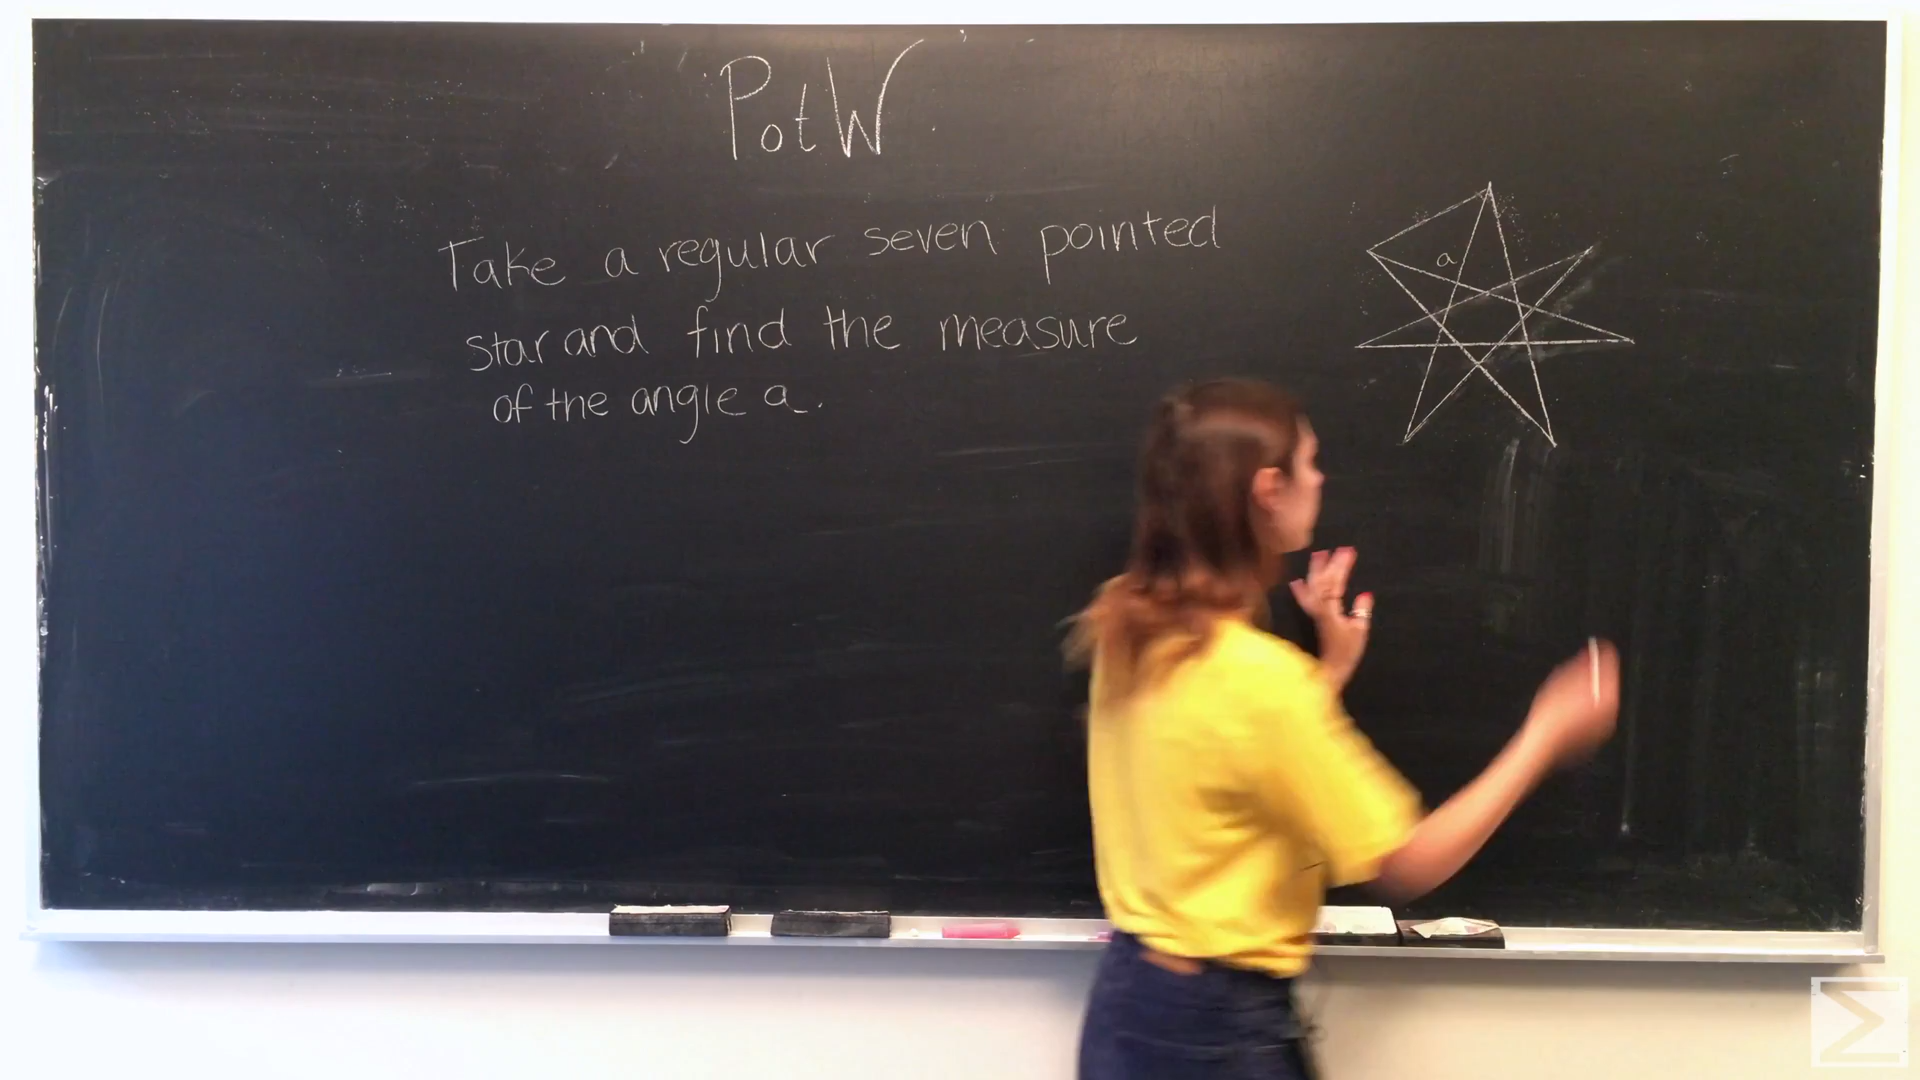 PotW
Take a regular seven pointed
star and find the measure
of the angle a.
a
Σ